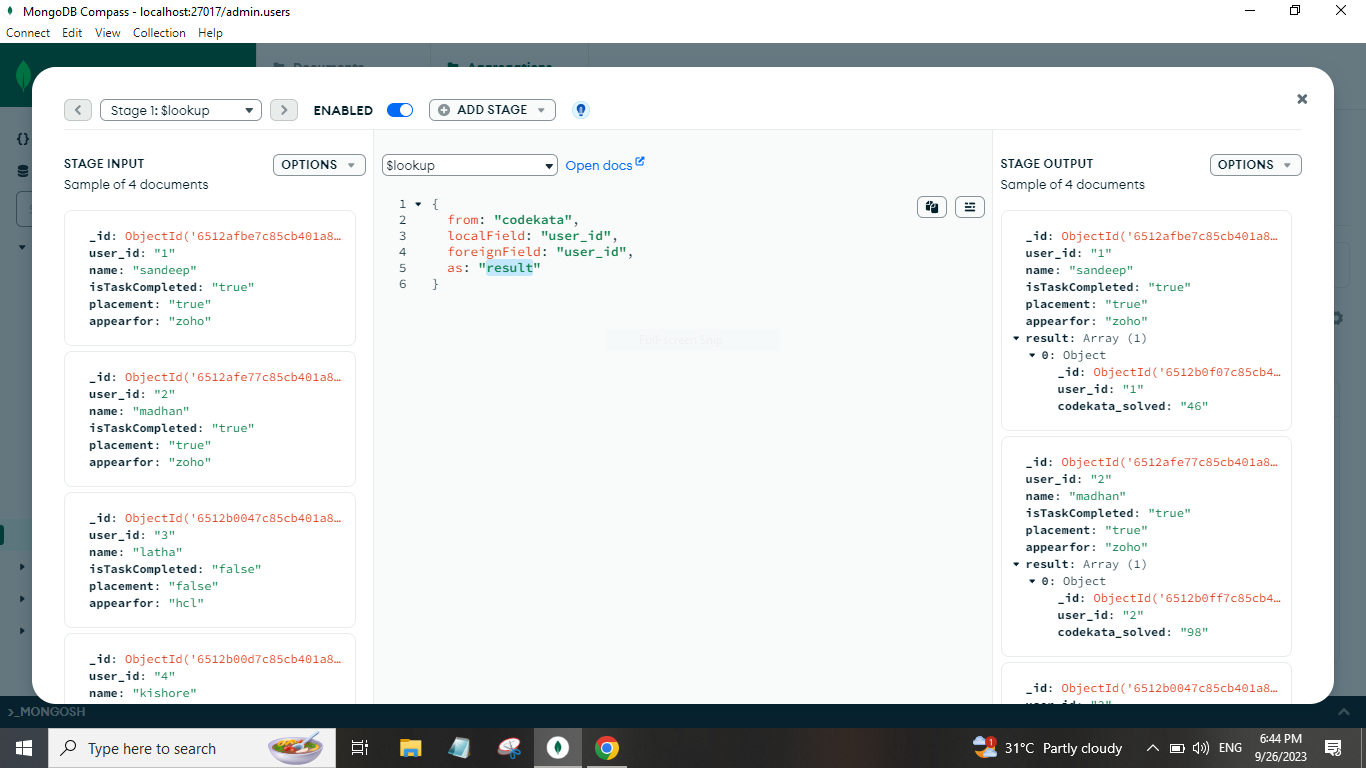 MongoDB Compass - localhost:27017/admin.users
Connect Edit View Collection Help
Documents Aggregations
Stage 1: $lookup ENABLED ADD STAGE
STAGE INPUT OPTIONS
Sample of 4 documents
_id: ObjectId('6512afbe7c85cb401a8…
user_id: "1"
name: "sandeep"
isTaskCompleted: "true"
placement: "true"
appearfor: "zoho"
_id: ObjectId('6512afe77c85cb401a8…
user_id: "2"
name: "madhan"
isTaskCompleted: "true"
placement: "true"
appearfor: "zoho"
_id: ObjectId('6512b0047c85cb401a8…
user_id: "3"
name: "latha"
isTaskCompleted: "false"
placement: "false"
appearfor: "hcl"
_id: ObjectId('6512b00d7c85cb401a8…
user_id: "4"
name: "kishore"
$lookup Open docs
1 {
2 from: "codekata",
3 localField: "user_id",
4 foreignField: "user_id",
5 as: "result"
6 }
Full-screen Snip
STAGE OUTPUT OPTIONS
Sample of 4 documents
_id: ObjectId('6512afbe7c85cb401a8…
user_id: "1"
name: "sandeep"
isTaskCompleted: "true"
placement: "true"
appearfor: "zoho"
result: Array (1)
0: Object
_id: ObjectId('6512b0f07c85cb4…
user_id: "1"
codekata_solved: "46"
_id: ObjectId('6512afe77c85cb401a8…
user_id: "2"
name: "madhan"
isTaskCompleted: "true"
placement: "true"
appearfor: "zoho"
result: Array (1)
0: Object
_id: ObjectId('6512b0ff7c85cb4…
user_id: "2"
codekata_solved: "98"
_id: ObjectId('6512b0047c85cb401a8…
user_id: "3"
>_MONGOSH
Type here to search
1
31°C Partly cloudy
ENG
6:44 PM
9/26/2023